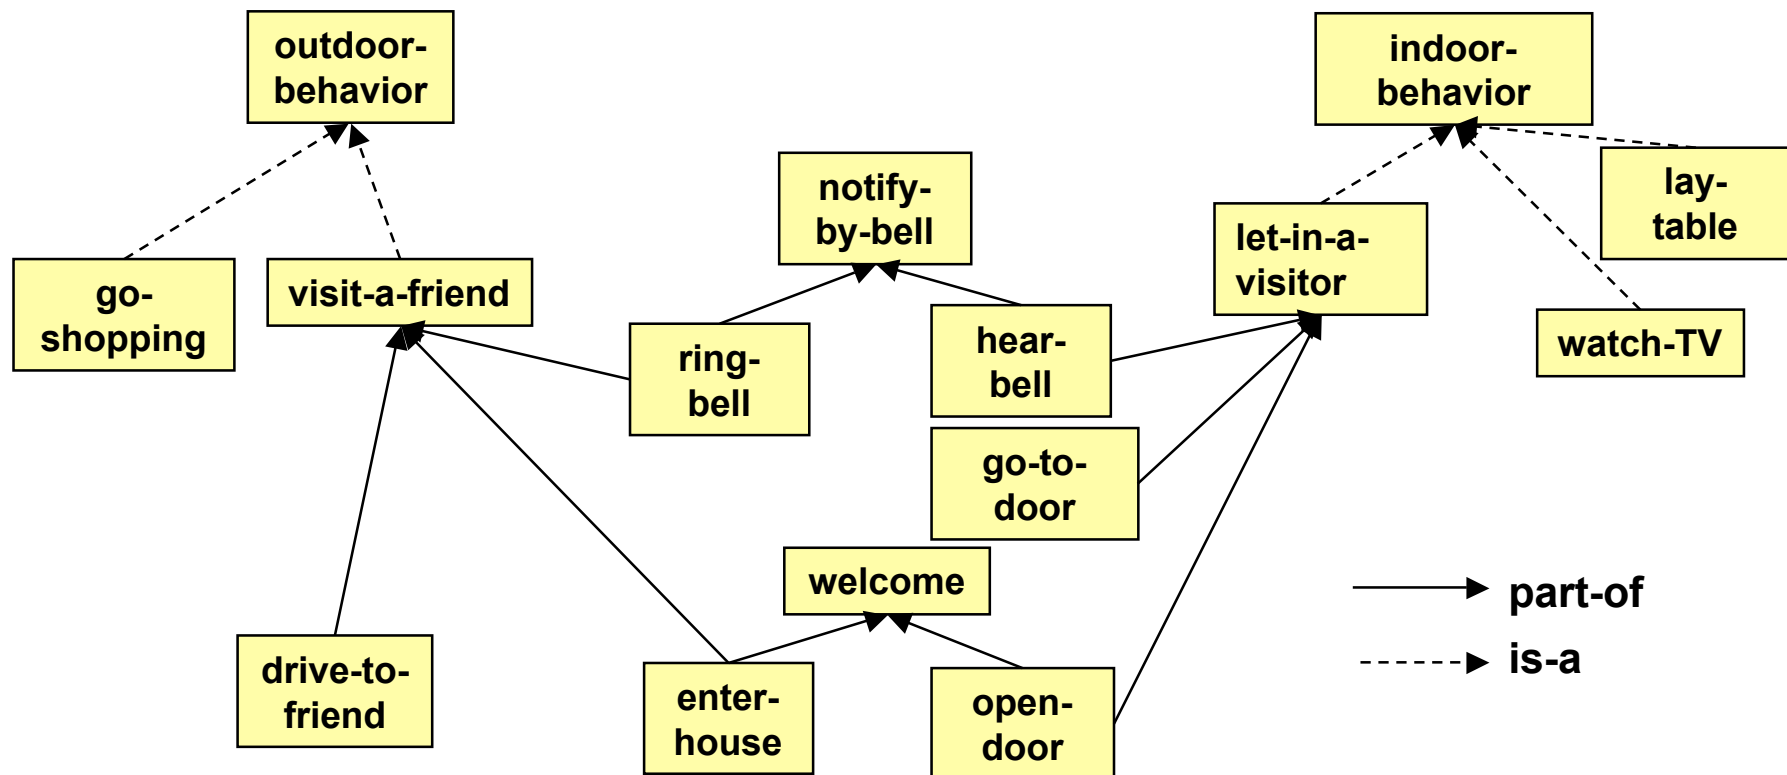 outdoor-
behavior
indoor-
behavior
notify-
by-bell
lay-
table
let-in-a-
visitor
go-
shopping
visit-a-friend
ring-
bell
hear-
bell
watch-TV
go-to-
door
welcome
part-of
is-a
drive-to-
friend
enter-
house
open-
door